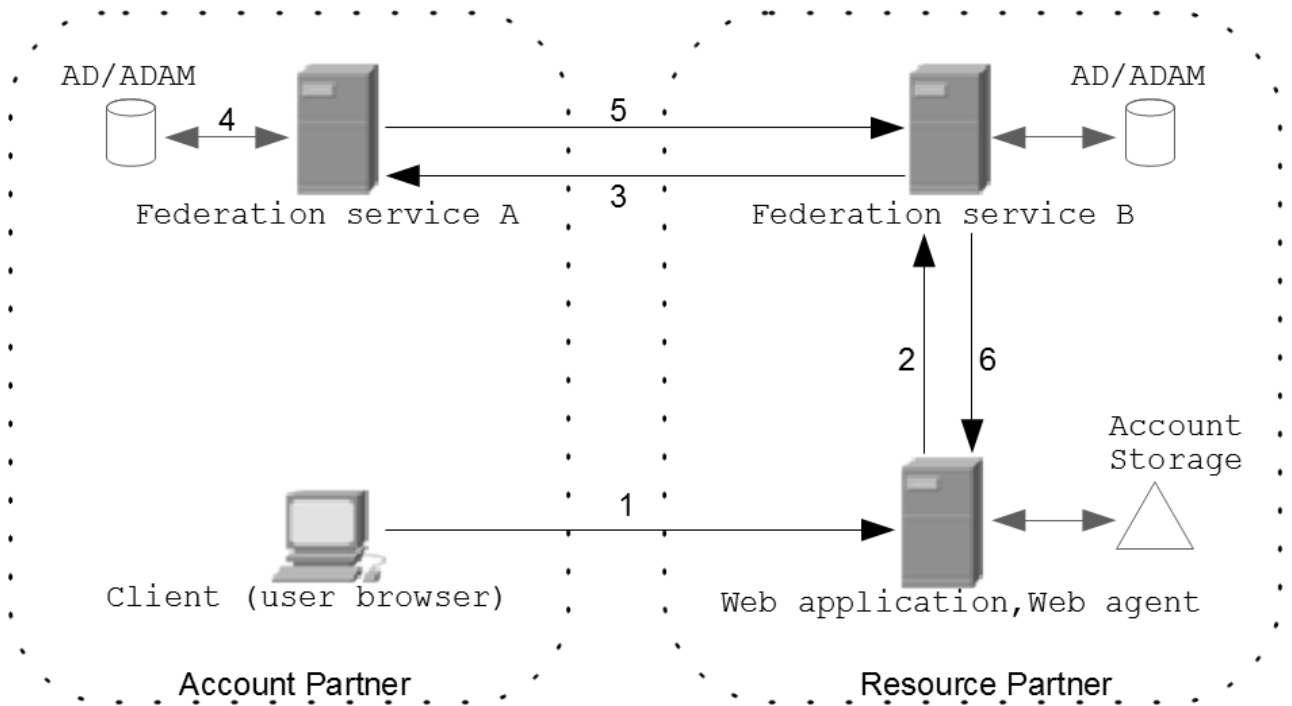 AD/ADAM
AD/ADAM
4
5
3
Federation service A
Federation service B
2
6
Account
Storage
1
Client (user browser)
Web application,Web agent
Account Partner
Resource Partner